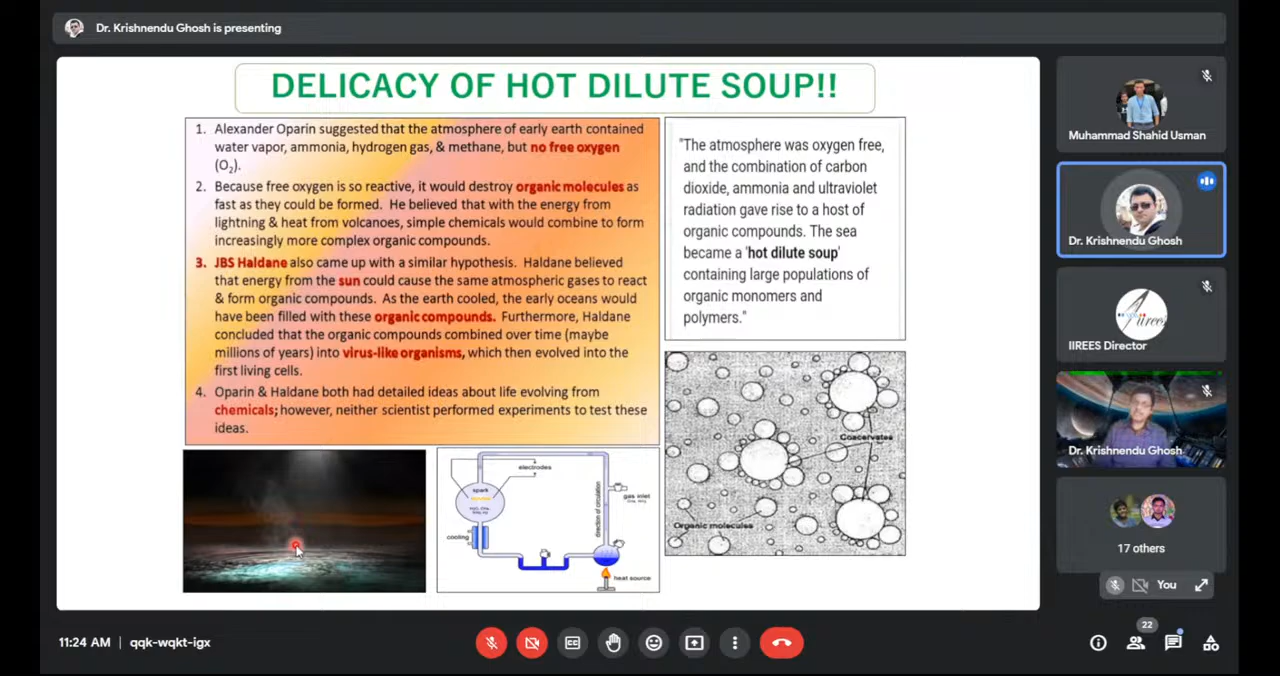 Dr. Krishnendu Ghosh is presenting
DELICACY OF HOT DILUTE SOUP!!
1. Alexander Oparin suggested that the atmosphere of early earth contained
water vapor, ammonia, hydrogen gas, & methane, but no free oxygen
(O₂).
2. Because free oxygen is so reactive, it would destroy organic molecules as
fast as they could be formed. He believed that with the energy from
lightning & heat from volcanoes, simple chemicals would combine to form
increasingly more complex organic compounds.
3. JBS Haldane also came up with a similar hypothesis. Haldane believed
that energy from the sun could cause the same atmospheric gases to react
& form organic compounds. As the earth cooled, the early oceans would
have been filled with these organic compounds. Furthermore, Haldane
concluded that the organic compounds combined over time (maybe
millions of years) into virus-like organisms, which then evolved into the
first living cells.
4. Oparin & Haldane both had detailed ideas about life evolving from
chemicals; however, neither scientist performed experiments to test these
ideas.
"The atmosphere was oxygen free,
and the combination of carbon
dioxide, ammonia and ultraviolet
radiation gave rise to a host of
organic compounds. The sea
became a 'hot dilute soup'
containing large populations of
organic monomers and
polymers."
electrodes
spark
direction of circulation
gas inlet
cooling
heat source
Coacervates
Organic molecules
Muhammad Shahid Usman
Dr. Krishnendu Ghosh
IIREES Director
Dr. Krishnendu Ghosh
17 others
You
11:24 AM | qqk-wqkt-igx
22